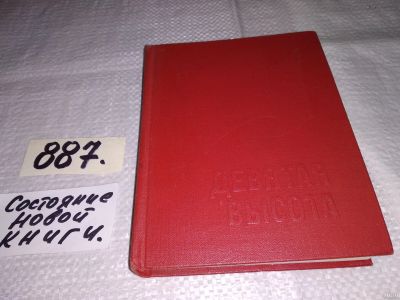 887.
Состояние
новой
книги.
ДЕВЯТАЯ
ВЫСОТА